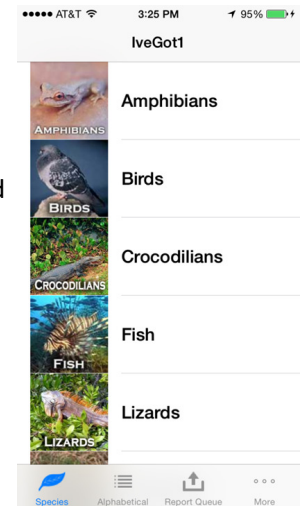 ●●●●● AT&T 3:25 PM 95%
IveGot1
AMPHIBIANS
Amphibians
d
BIRDS
Birds
CROCODILIANS
Crocodilians
FISH
Fish
LIZARDS
Lizards
Species Alphabetical Report Queue More